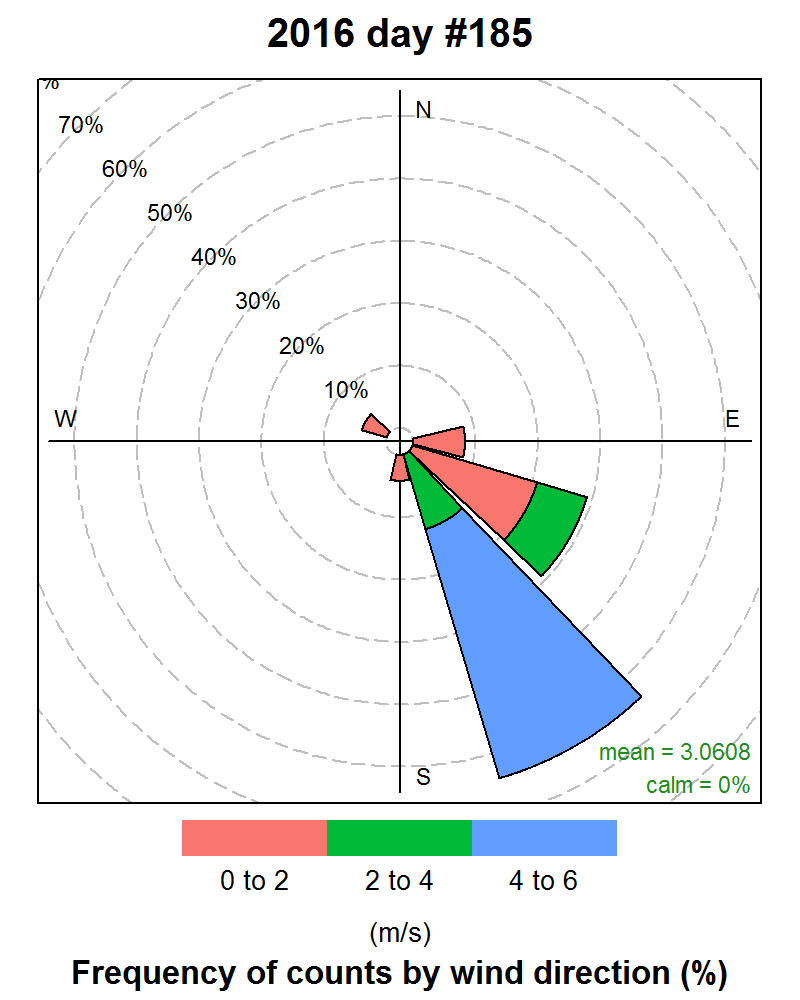 2016 day #185
%
70%
N
60%
50%
40%
30%
20%
10%
W
E
mean = 3.0608
S
calm = 0%
0 to 2
2 to 4
4 to 6
(m/s)
Frequency of counts by wind direction (%)